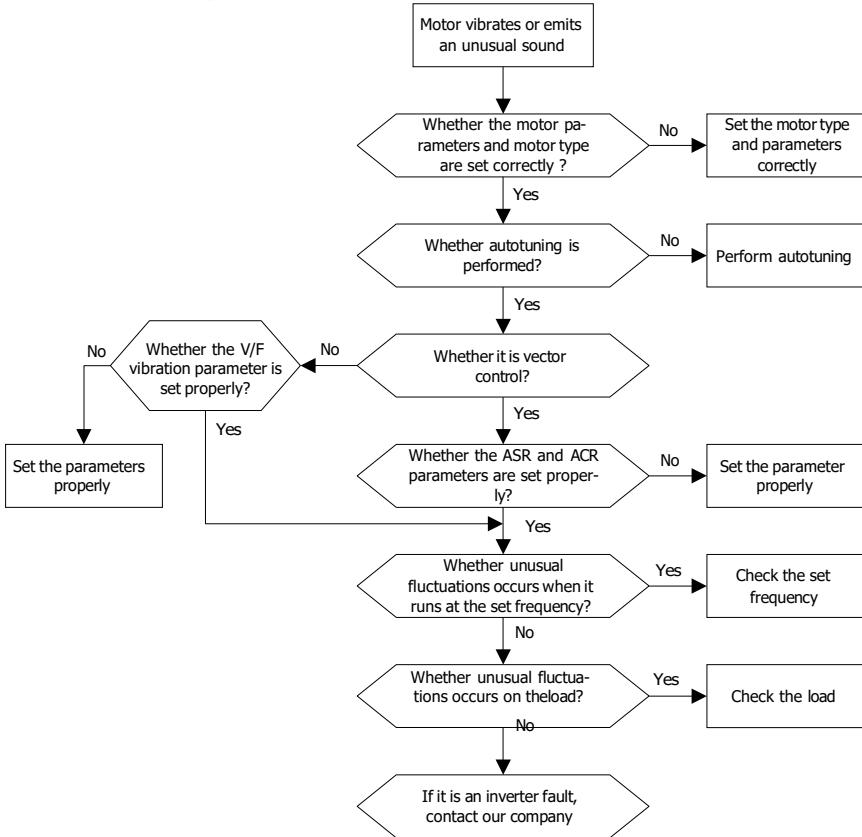 Motor vibrates or emits
an unusual sound
Whether the motor pa-
rameters and motor type
are set correctly ?
No
Set the motor type
and parameters
correctly
Yes
Whether autotuning is
performed?
No
Perform autotuning
Yes
Whether it is vector
control?
No
Whether the V/F
vibration parameter is
set properly?
No
Set the parameters
properly
Yes
Yes
Whether the ASR and ACR
parameters are set proper-
ly?
No
Set the parameter
properly
Yes
Whether unusual
fluctuations occurs when it
runs at the set frequency?
Yes
Check the set
frequency
No
Whether unusual fluctua-
tions occurs on theload?
Yes
Check the load
No
If it is an inverter fault,
contact our company